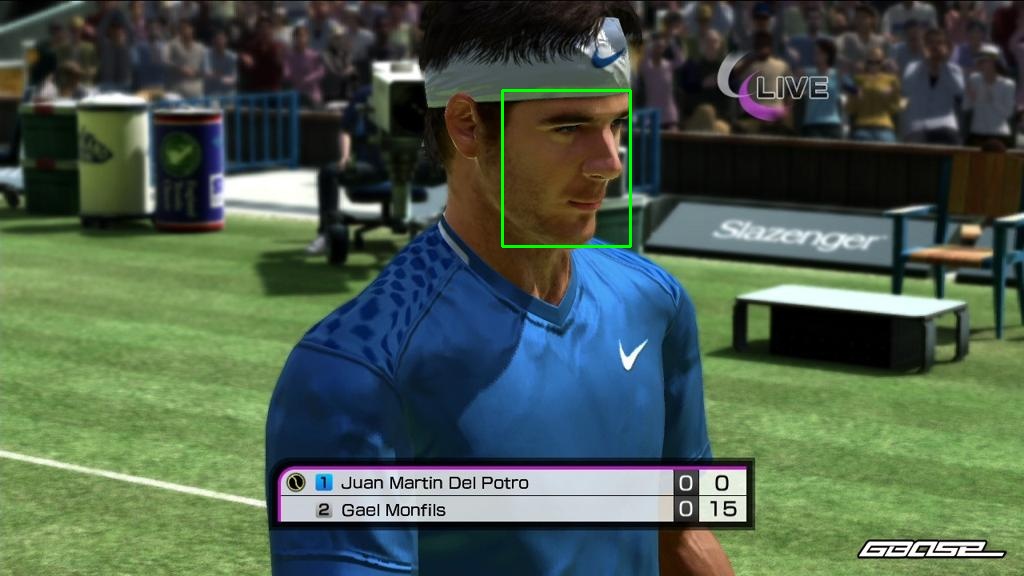 LIVE
Slazenger
1 Juan Martin Del Potro 0 0
2 Gael Monfils 0 15
GBASE